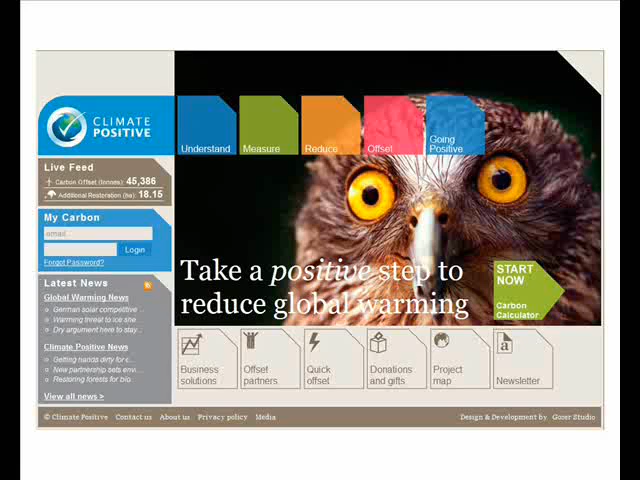 CLIMATE
POSITIVE
Understand
Measure
Reduce
Offset
Going
Positive
Live Feed
Carbon Offset (tonnes): 45,386
Additional Restoration (ha): 18.15
My Carbon
email...
Login
Forgot Password?
Latest News
Global Warming News
German solar competitive ...
Warming threat to ice she...
Dry argument here to stay...
Climate Positive News
Getting hands dirty for c...
New partnership sets envi...
Restoring forests for bio...
View all news >
Take a positive step to
reduce global warming
START
NOW
Carbon
Calculator
Business
solutions
Offset
partners
Quick
offset
Donations
and gifts
Project
map
a
Newsletter
© Climate Positive Contact us About us Privacy policy Media
Design & Development by Goser Studio